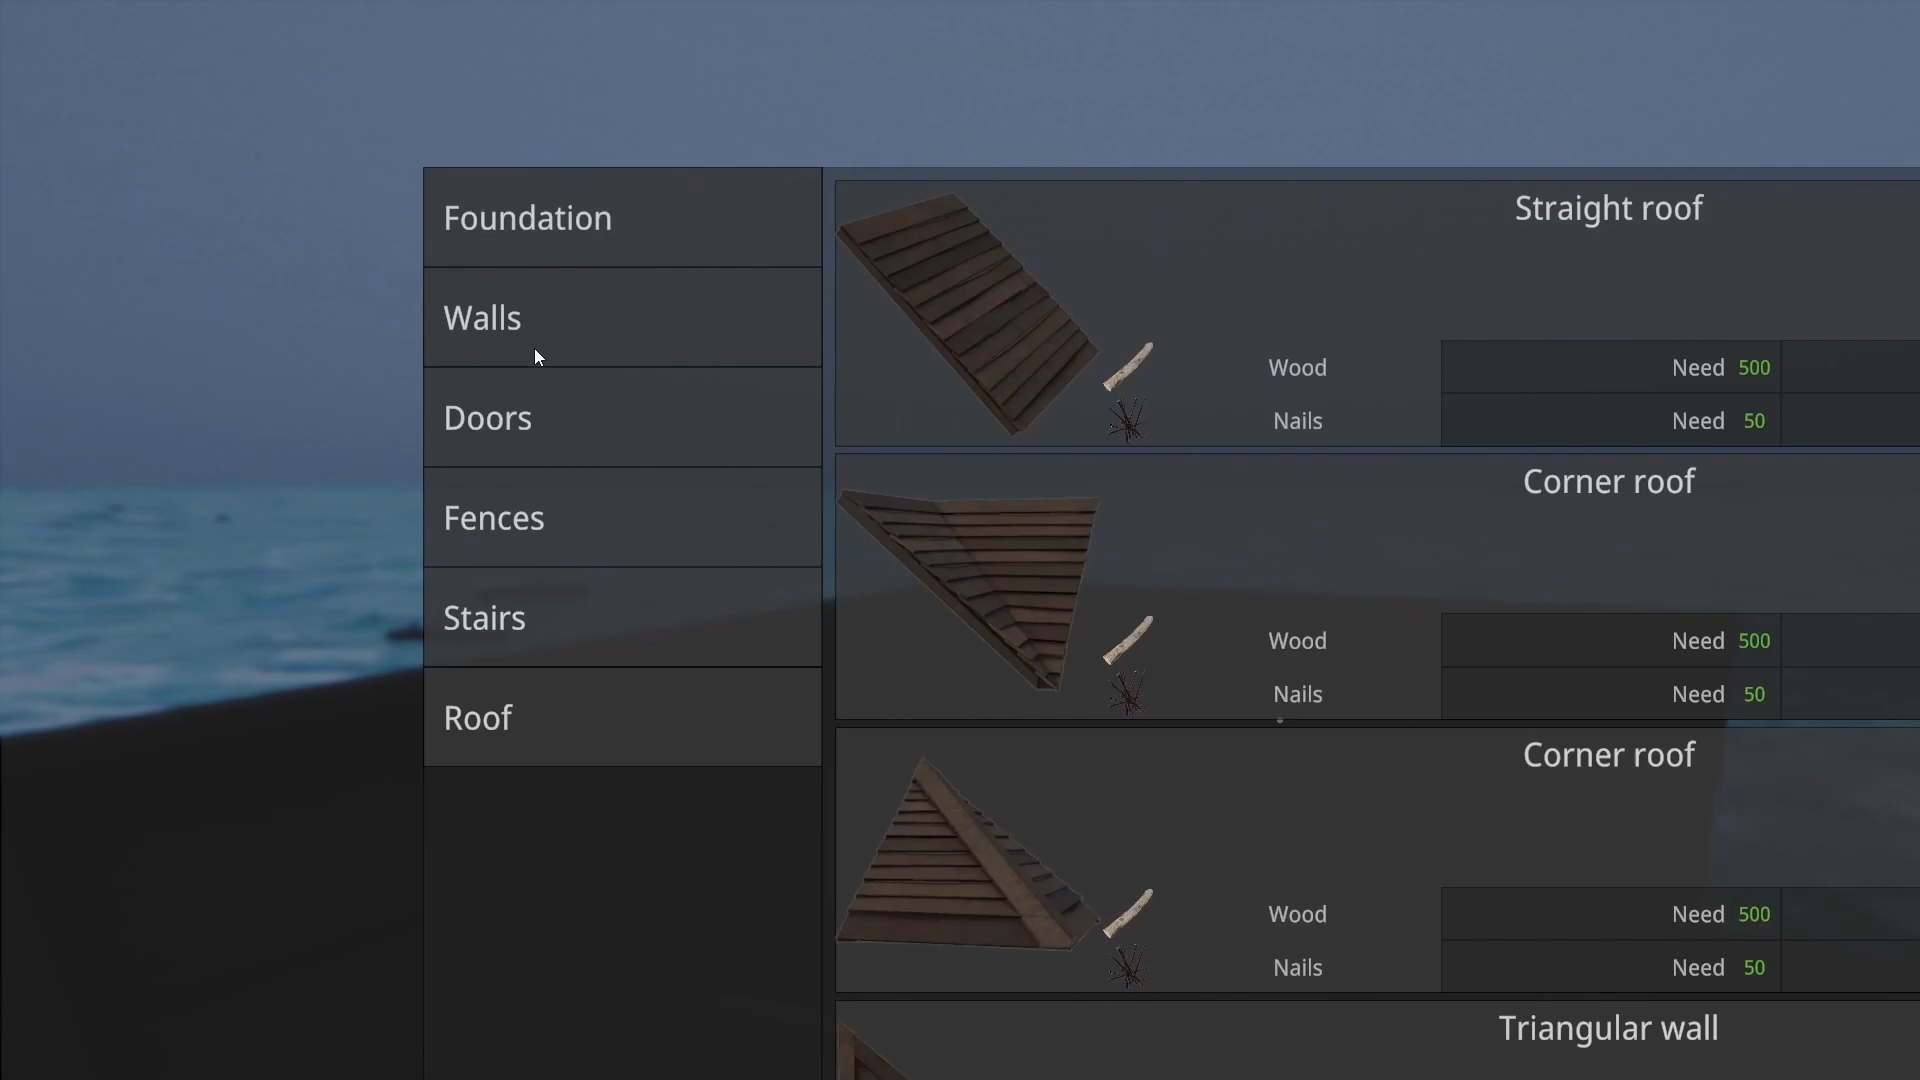 Foundation
Walls
Doors
Fences
Stairs
Roof
Straight roof
Wood Need 500
Nails Need 50
Corner roof
Wood Need 500
Nails Need 50
Corner roof
Wood Need 500
Nails Need 50
Triangular wall